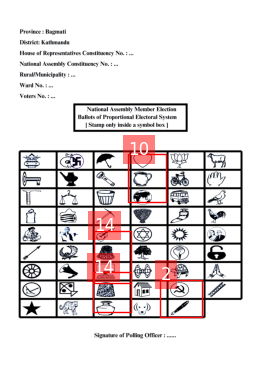 Province : Bagmati
District: Kathmandu
House of Representatives Constituency No. : ...
National Assembly Constituency No. : ...
Rural/Municipality : ...
Ward No. : ...
Voters No. : ...
National Assembly Member Election
Ballots of Proportional Electoral System
[ Stamp only inside a symbol box ]
10
14
14
2
Signature of Polling Officer : ......